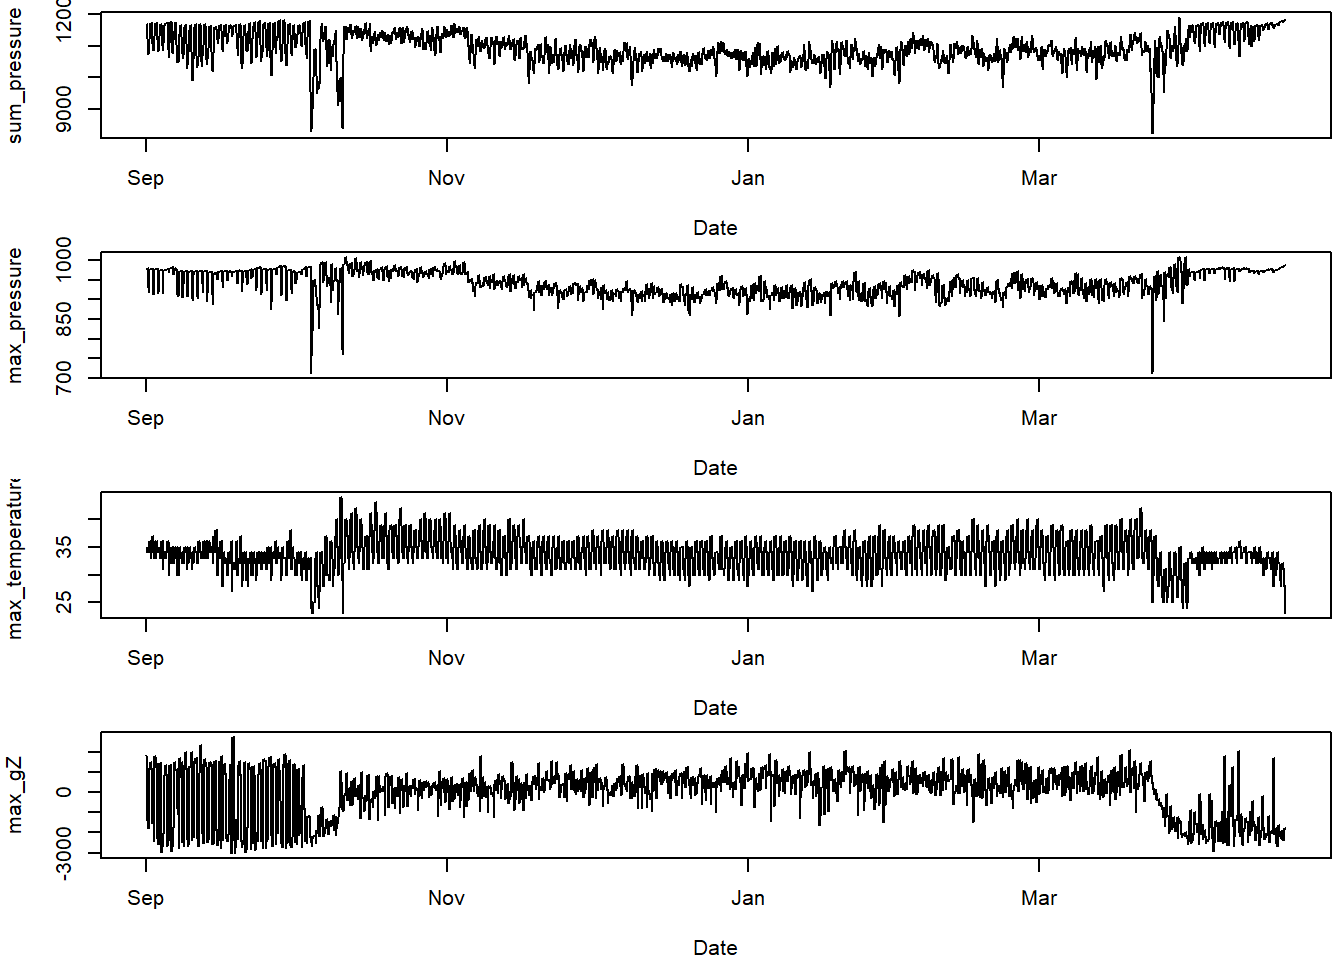 sum_pressure
9000
1200
Sep
Nov
Jan
Mar
Date
max_pressure
700
850
1000
Sep
Nov
Jan
Mar
Date
max_temperature
25
35
Sep
Nov
Jan
Mar
Date
max_gZ
-3000
0
Sep
Nov
Jan
Mar
Date